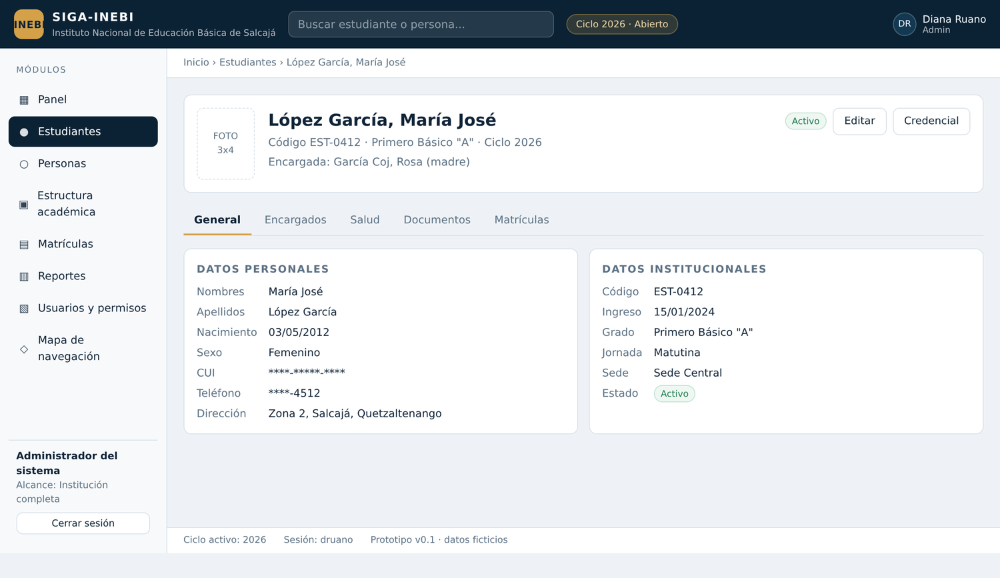 INEBI
SIGA-INEBI
Instituto Nacional de Educación Básica de Salcajá
Buscar estudiante o persona...
Ciclo 2026 · Abierto
DR
Diana Ruano
Admin
MÓDULOS
Panel
Estudiantes
Personas
Estructura
académica
Matrículas
Reportes
Usuarios y permisos
Mapa de
navegación
Administrador del
sistema
Alcance: Institución
completa
Cerrar sesión
Inicio › Estudiantes › López García, María José
FOTO
3x4
López García, María José
Código EST-0412 · Primero Básico "A" · Ciclo 2026
Encargada: García Coj, Rosa (madre)
Activo
Editar
Credencial
General
Encargados
Salud
Documentos
Matrículas
DATOS PERSONALES
Nombres María José
Apellidos López García
Nacimiento 03/05/2012
Sexo Femenino
CUI ****-*****-****
Teléfono ****-4512
Dirección Zona 2, Salcajá, Quetzaltenango
DATOS INSTITUCIONALES
Código EST-0412
Ingreso 15/01/2024
Grado Primero Básico "A"
Jornada Matutina
Sede Sede Central
Estado Activo
Ciclo activo: 2026 Sesión: druano Prototipo v0.1 · datos ficticios